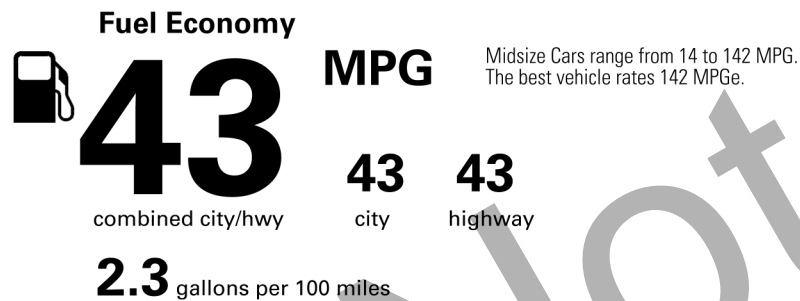 Fuel Economy
43 MPG
Midsize Cars range from 14 to 142 MPG.
The best vehicle rates 142 MPGe.
combined city/hwy
43 city
43 highway
2.3 gallons per 100 miles
Not